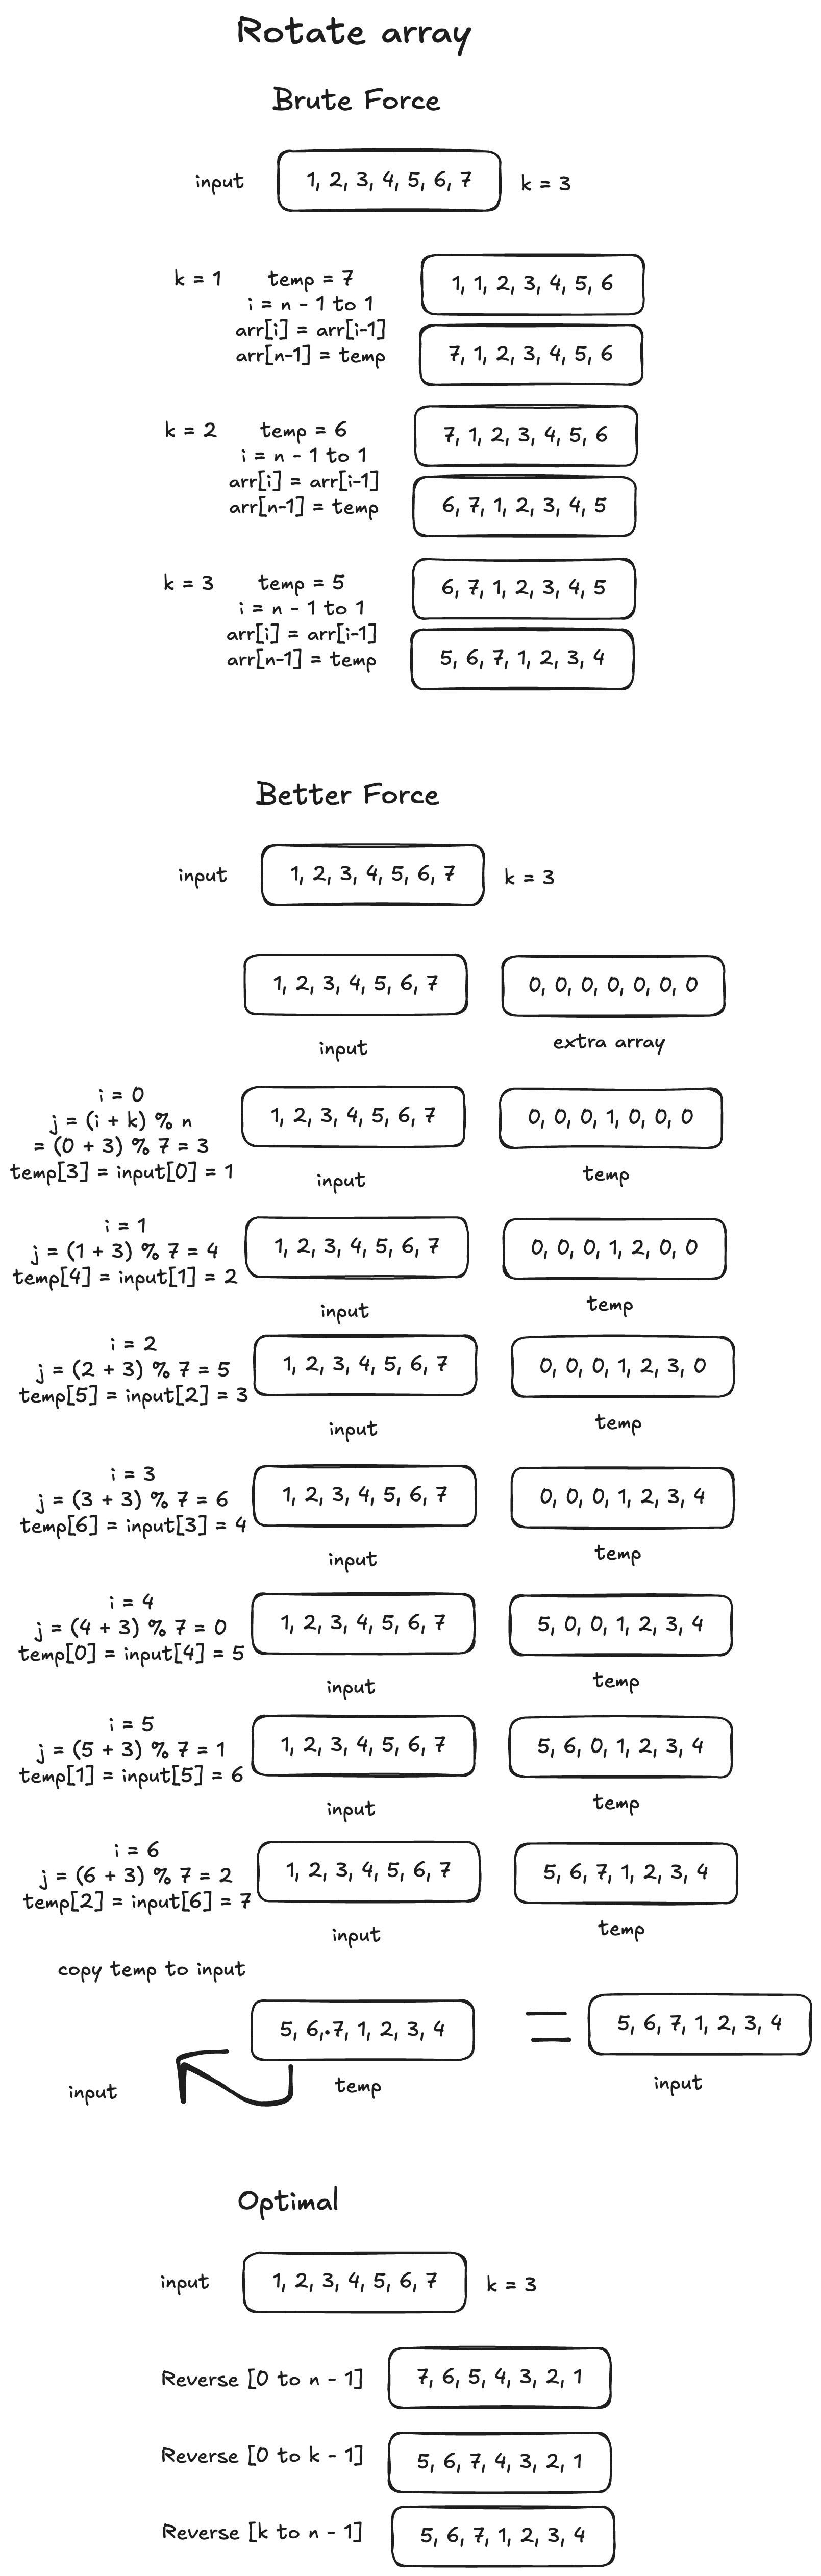 Rotate array
Brute Force
input
1, 2, 3, 4, 5, 6, 7
k = 3
k = 1
temp = 7
i = n - 1 to 1
arr[i] = arr[i-1]
arr[n-1] = temp
1, 1, 2, 3, 4, 5, 6
7, 1, 2, 3, 4, 5, 6
k = 2
temp = 6
i = n - 1 to 1
arr[i] = arr[i-1]
arr[n-1] = temp
7, 1, 2, 3, 4, 5, 6
6, 7, 1, 2, 3, 4, 5
k = 3
temp = 5
i = n - 1 to 1
arr[i] = arr[i-1]
arr[n-1] = temp
6, 7, 1, 2, 3, 4, 5
5, 6, 7, 1, 2, 3, 4
Better Force
input
1, 2, 3, 4, 5, 6, 7
k = 3
1, 2, 3, 4, 5, 6, 7
input
0, 0, 0, 0, 0, 0, 0
extra array
i = 0
j = (i + k) % n
= (0 + 3) % 7 = 3
temp[3] = input[0] = 1
1, 2, 3, 4, 5, 6, 7
input
0, 0, 0, 1, 0, 0, 0
temp
i = 1
j = (1 + 3) % 7 = 4
temp[4] = input[1] = 2
1, 2, 3, 4, 5, 6, 7
input
0, 0, 0, 1, 2, 0, 0
temp
i = 2
j = (2 + 3) % 7 = 5
temp[5] = input[2] = 3
1, 2, 3, 4, 5, 6, 7
input
0, 0, 0, 1, 2, 3, 0
temp
i = 3
j = (3 + 3) % 7 = 6
temp[6] = input[3] = 4
1, 2, 3, 4, 5, 6, 7
input
0, 0, 0, 1, 2, 3, 4
temp
i = 4
j = (4 + 3) % 7 = 0
temp[0] = input[4] = 5
1, 2, 3, 4, 5, 6, 7
input
5, 0, 0, 1, 2, 3, 4
temp
i = 5
j = (5 + 3) % 7 = 1
temp[1] = input[5] = 6
1, 2, 3, 4, 5, 6, 7
input
5, 6, 0, 1, 2, 3, 4
temp
i = 6
j = (6 + 3) % 7 = 2
temp[2] = input[6] = 7
1, 2, 3, 4, 5, 6, 7
input
5, 6, 7, 1, 2, 3, 4
temp
copy temp to input
input
5, 6,.7, 1, 2, 3, 4
temp
=
5, 6, 7, 1, 2, 3, 4
input
Optimal
input
1, 2, 3, 4, 5, 6, 7
k = 3
Reverse [0 to n - 1]
7, 6, 5, 4, 3, 2, 1
Reverse [0 to k - 1]
5, 6, 7, 4, 3, 2, 1
Reverse [k to n - 1]
5, 6, 7, 1, 2, 3, 4